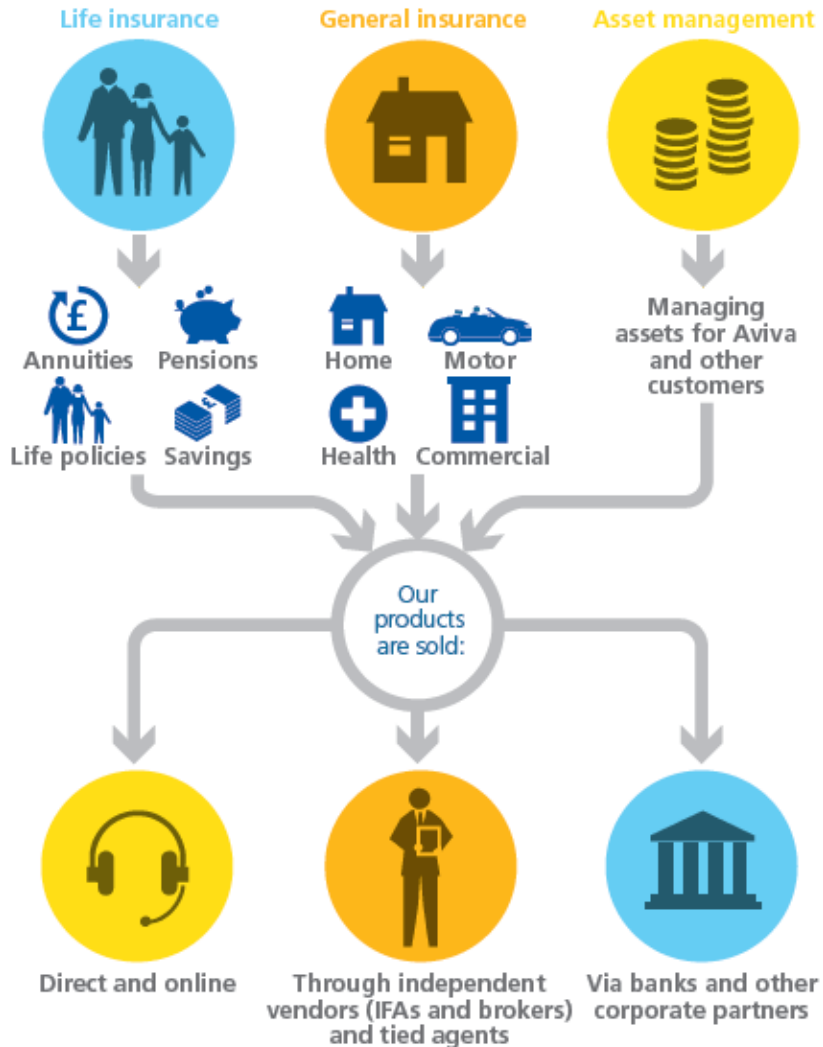 Life insurance
General insurance
Asset management
£
Annuities
Pensions
Life policies
£
Savings
Home
Motor
Health
Commercial
Managing
assets for Aviva
and other
customers
Our
products
are sold:
Direct and online
Through independent
vendors (IFAs and brokers)
and tied agents
Via banks and other
corporate partners